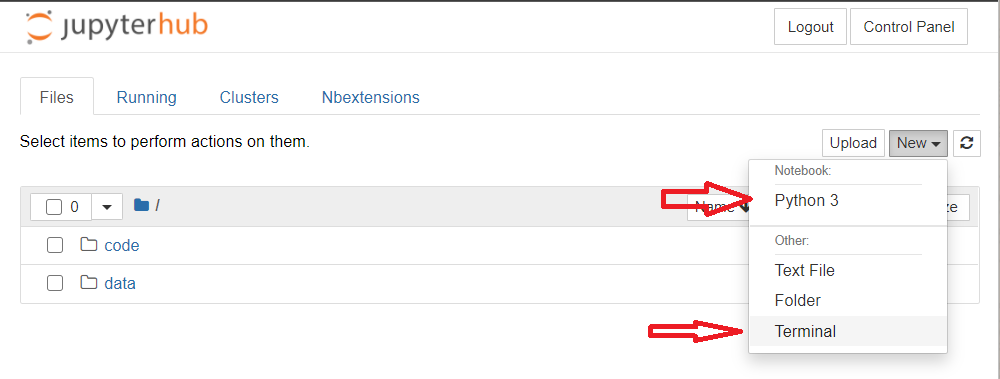 jupyterhub
Logout Control Panel
Files Running Clusters Nbextensions
Select items to perform actions on them.
Upload New
Notebook:
0 /
Name
Python 3
ze
code
Other:
Text File
data
Folder
Terminal